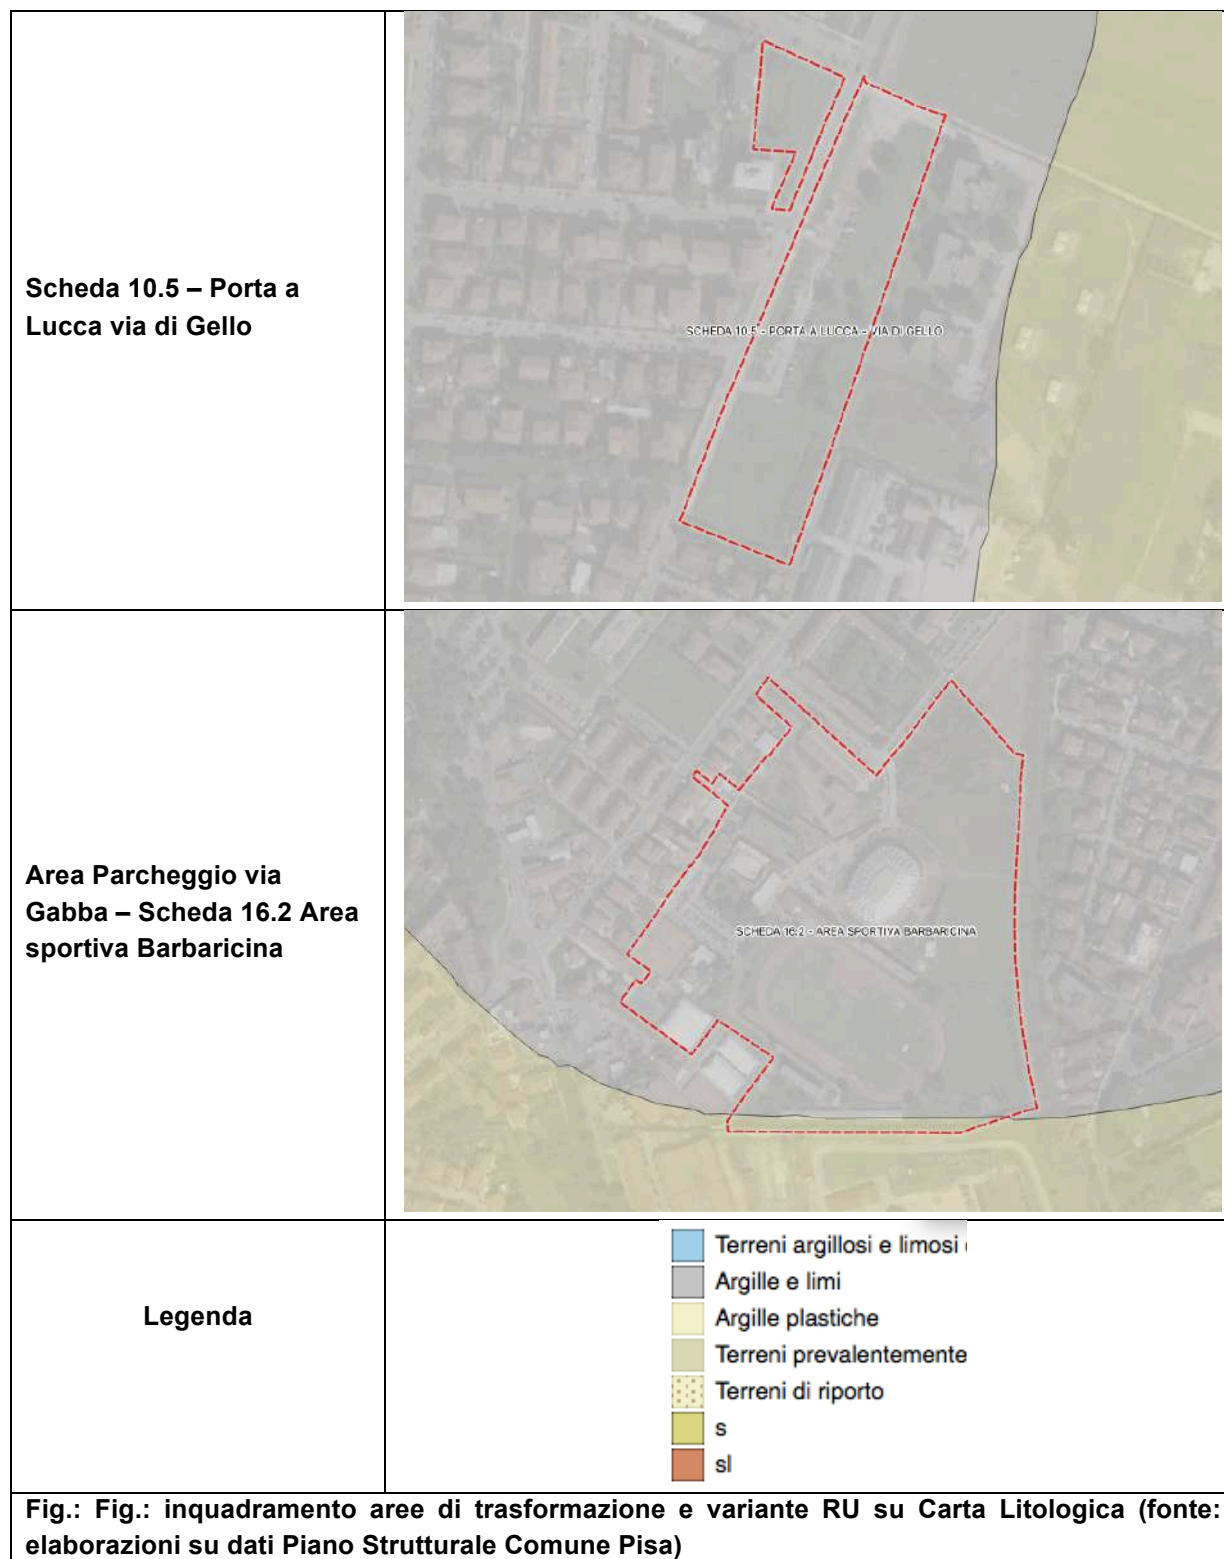 Scheda 10.5 – Porta a
Lucca via di Gello
SCHEDA 10.5 - PORTA A LUCCA - VIA DI GELLO
Area Parcheggio via
Gabba – Scheda 16.2 Area
sportiva Barbaricina
SCHEDA 16.2 - AREA SPORTIVA BARBARICINA
Legenda
Terreni argillosi e limosi
Argille e limi
Argille plastiche
Terreni prevalentemente
Terreni di riporto
s
sl
Fig.: Fig.: inquadramento aree di trasformazione e variante RU su Carta Litologica (fonte:
elaborazioni su dati Piano Strutturale Comune Pisa)